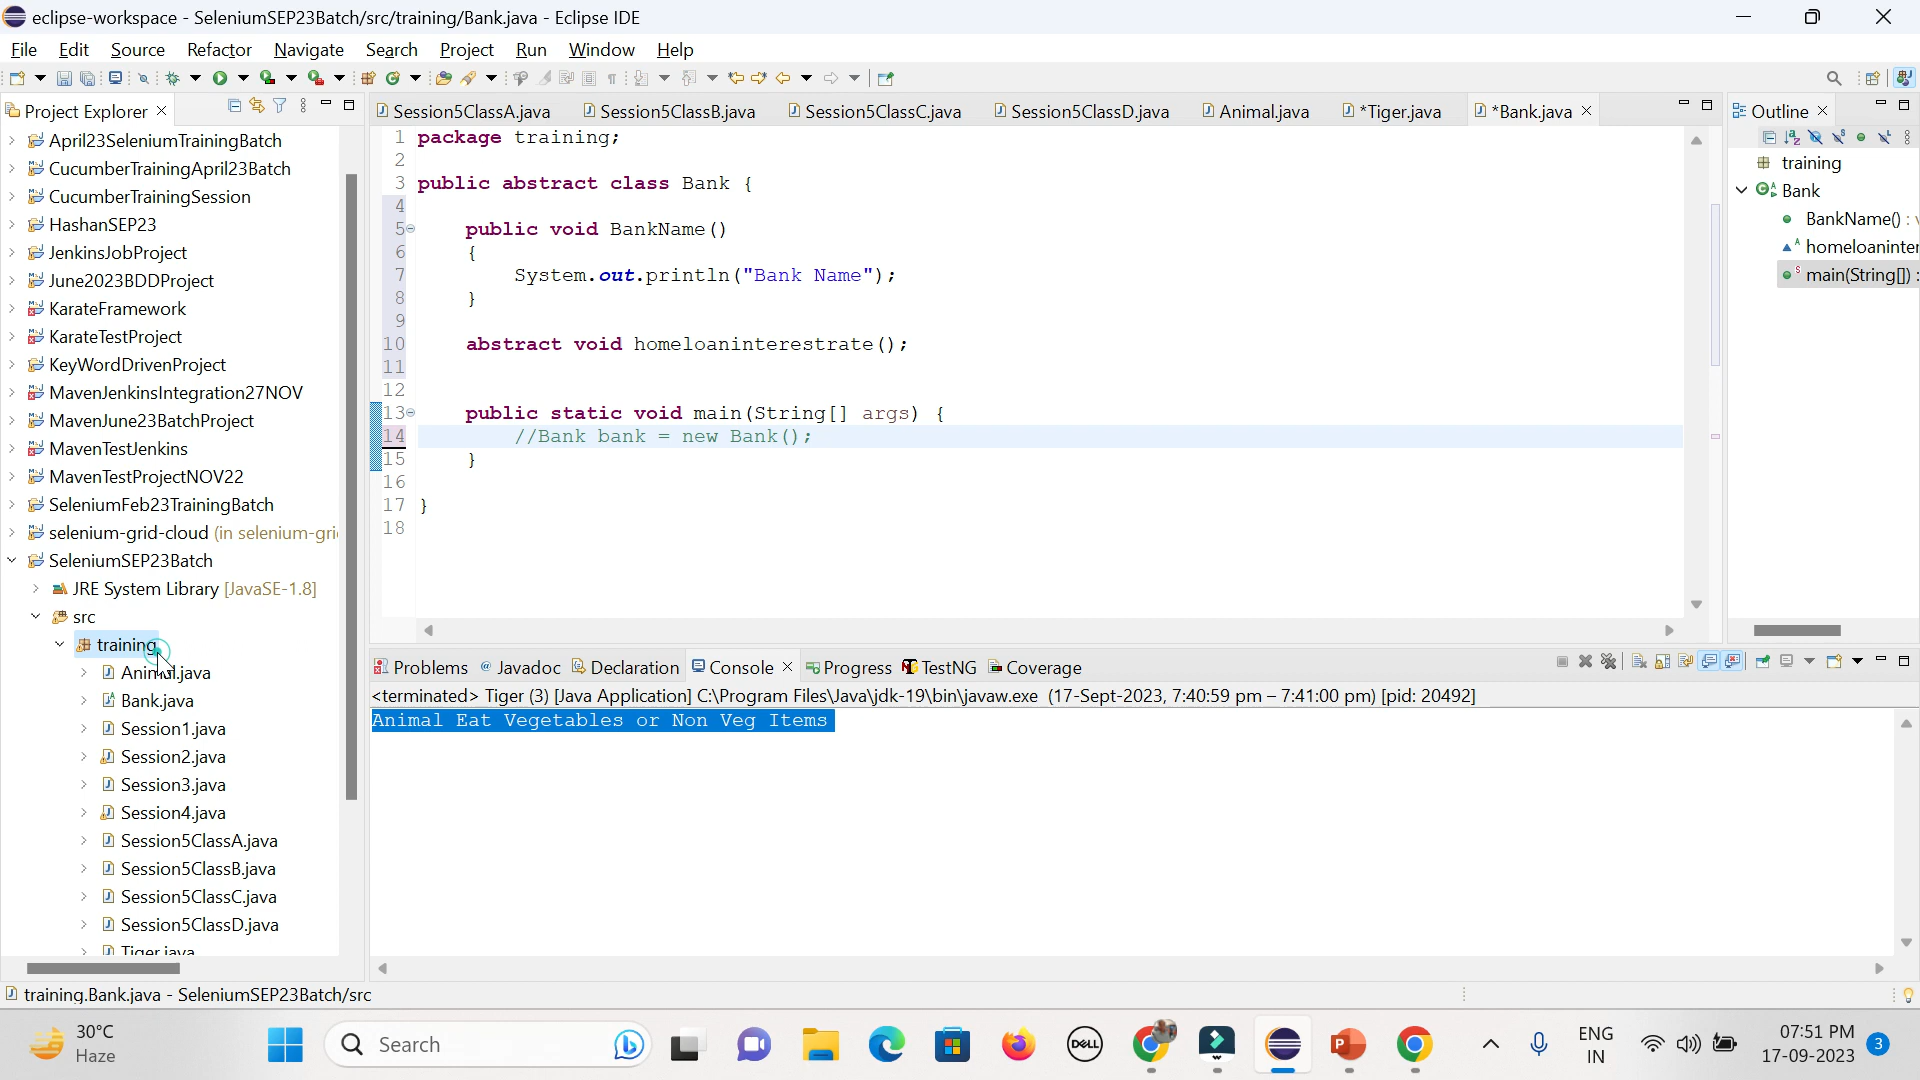 eclipse-workspace - SeleniumSEP23Batch/src/training/Bank.java - Eclipse IDE
File Edit Source Refactor Navigate Search Project Run Window Help
Project Explorer
April23SeleniumTrainingBatch
CucumberTrainingApril23Batch
CucumberTrainingSession
HashanSEP23
JenkinsJobProject
June2023BDDProject
KarateFramework
KarateTestProject
KeyWordDrivenProject
MavenJenkinsIntegration27NOV
MavenJune23BatchProject
MavenTestJenkins
MavenTestProjectNOV22
SeleniumFeb23TrainingBatch
selenium-grid-cloud (in selenium-gri
SeleniumSEP23Batch
JRE System Library [JavaSE-1.8]
src
training
Animal.java
Bank.java
Session1.java
Session2.java
Session3.java
Session4.java
Session5ClassA.java
Session5ClassB.java
Session5ClassC.java
Session5ClassD.java
Tiger.java
Session5ClassA.java Session5ClassB.java Session5ClassC.java Session5ClassD.java Animal.java *Tiger.java *Bank.java
1 package training;
2
3 public abstract class Bank {
4
5 public void BankName()
6 {
7 System.out.println("Bank Name");
8 }
9
10 abstract void homeloaninterestrate();
11
12
13 public static void main(String[] args) {
14 //Bank bank = new Bank();
15 }
16
17 }
18
Outline
training
Bank
BankName() : v
homeloaninter
main(String[]) :
Problems Javadoc Declaration Console Progress TestNG Coverage
<terminated> Tiger (3) [Java Application] C:\Program Files\Java\jdk-19\bin\javaw.exe (17-Sept-2023, 7:40:59 pm – 7:41:00 pm) [pid: 20492]
Animal Eat Vegetables or Non Veg Items
training.Bank.java - SeleniumSEP23Batch/src
30°C
Haze
Search
DELL
ENG
IN
07:51 PM
17-09-2023
3